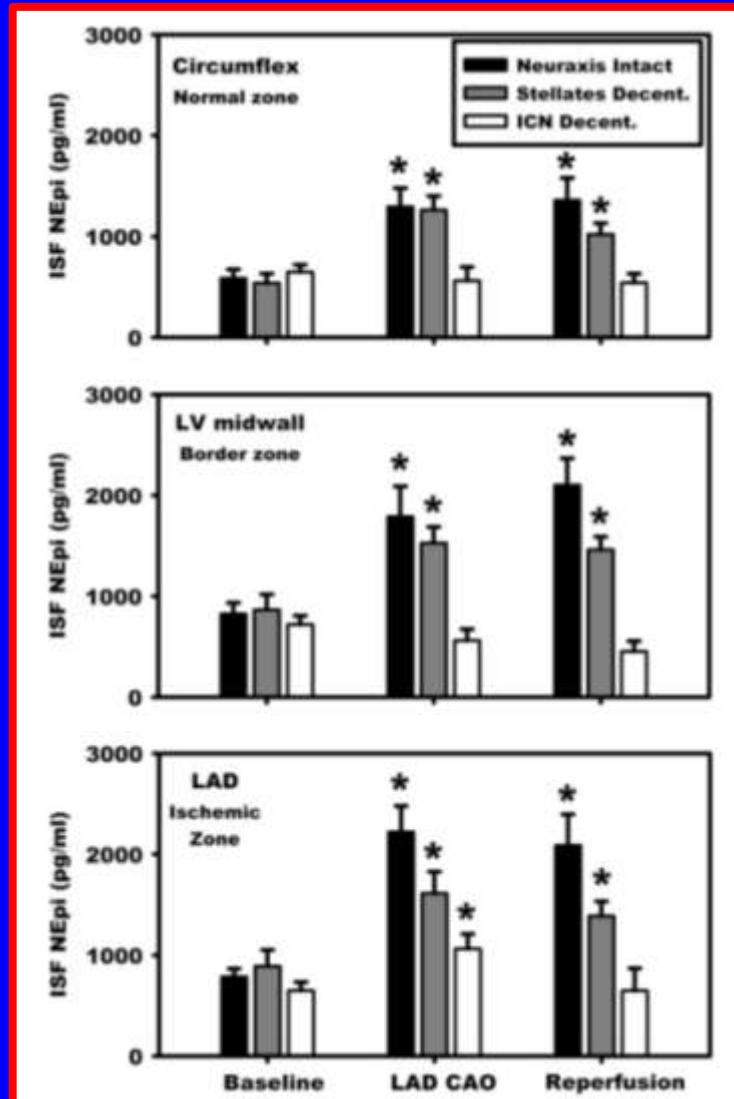 3000
2000
1000
0
ISF NEpi (pg/ml)
Circumflex
Normal zone
Neuraxis Intact
Stellates Decent.
ICN Decent.
* * * *
3000
2000
1000
0
ISF NEpi (pg/ml)
LV midwall
Border zone
* * * *
3000
2000
1000
0
ISF NEpi (pg/ml)
LAD
Ischemic
Zone
* * * * *
Baseline LAD CAO Reperfusion